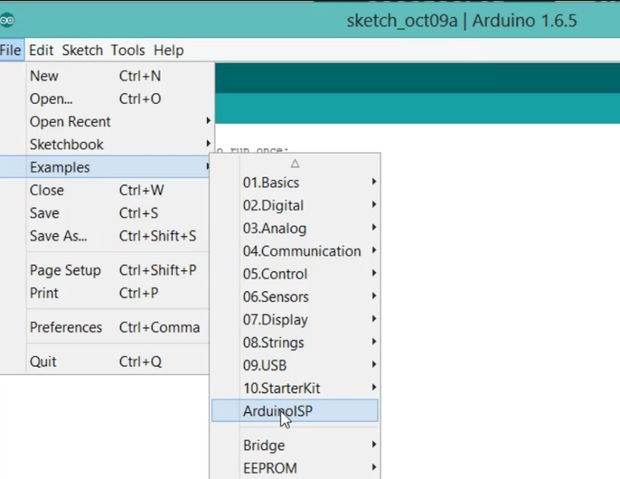 sketch_oct09a | Arduino 1.6.5
File Edit Sketch Tools Help
New Ctrl+N
Open... Ctrl+O
Open Recent
Sketchbook
Examples
Close Ctrl+W
Save Ctrl+S
Save As... Ctrl+Shift+S
Page Setup Ctrl+Shift+P
Print Ctrl+P
Preferences Ctrl+Comma
Quit Ctrl+Q
o run once:
01.Basics
02.Digital
03.Analog
04.Communication
05.Control
06.Sensors
07.Display
08.Strings
09.USB
10.StarterKit
ArduinoISP
Bridge
EEPROM